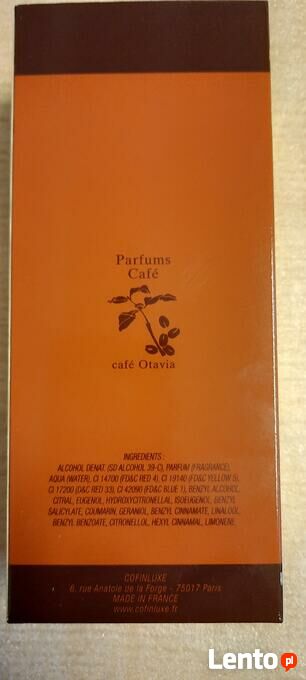 Parfums
Café
café Otavia
INGREDIENTS :
ALCOHOL DENAT. (SD ALCOHOL 39-C), PARFUM (FRAGRANCE),
AQUA (WATER), CI 14700 (FD&C RED 4), CI 19140 (FD&C YELLOW 5),
CI 17200 (D&C RED 33), CI 42090 (FD&C BLUE 1), BENZYL ALCOHOL,
CITRAL, EUGENOL, HYDROXYCITRONELLAL, ISOEUGENOL, BENZYL
SALICYLATE, COUMARIN, GERANIOL, BENZYL CINNAMATE, LINALOOL,
BENZYL BENZOATE, CITRONELLOL, HEXYL CINNAMAL, LIMONENE.
COFINLUXE
6, rue Anatole de la Forge - 75017 Paris
MADE IN FRANCE
www.cofinluxe.fr
Lento pl